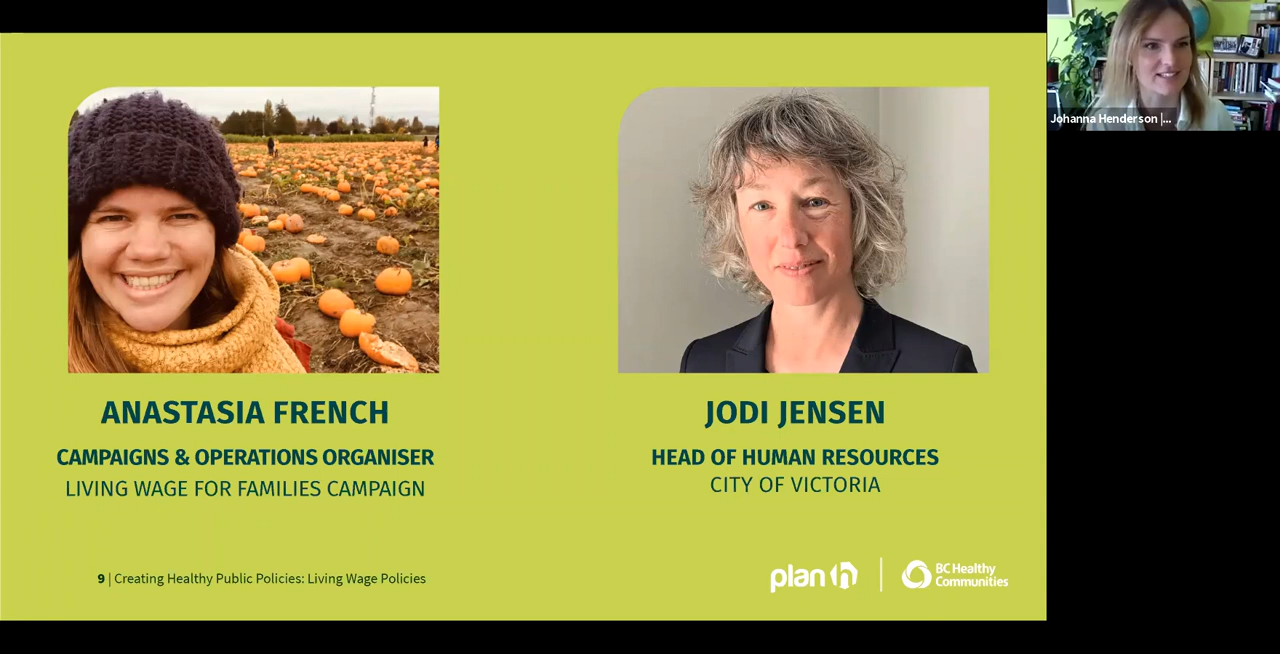 Johanna Henderson |...
ANASTASIA FRENCH
CAMPAIGNS & OPERATIONS ORGANISER
LIVING WAGE FOR FAMILIES CAMPAIGN
JODI JENSEN
HEAD OF HUMAN RESOURCES
CITY OF VICTORIA
9 | Creating Healthy Public Policies: Living Wage Policies
plan h
BC Healthy
Communities